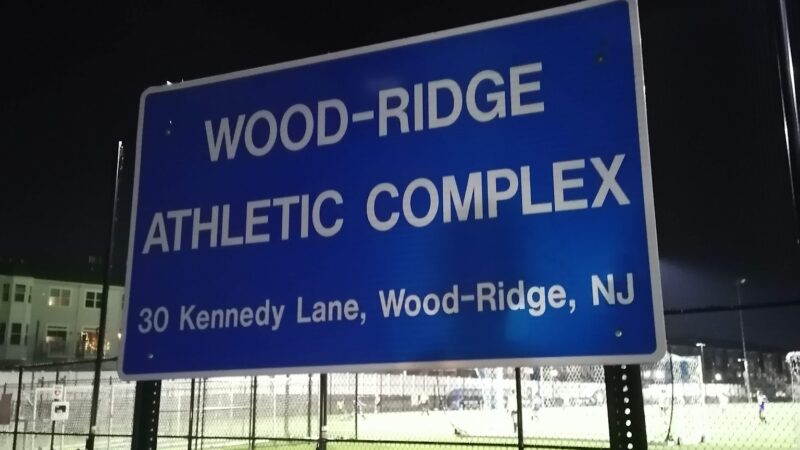 WOOD-RIDGE
ATHLETIC COMPLEX
30 Kennedy Lane, Wood-Ridge, NJ